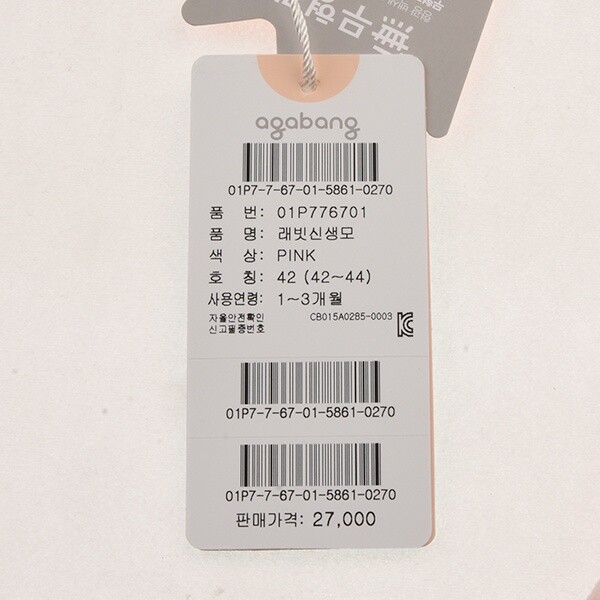 agabang
01P7-7-67-01-5861-0270
품 번: 01P776701
품 명: 래빗신생모
색 상: PINK
호 칭: 42 (42~44)
사용연령: 1~3개월
자율안전확인
신고필증번호 CB015A0285-0003
01P7-7-67-01-5861-0270
01P7-7-67-01-5861-0270
판매가격: 27,000